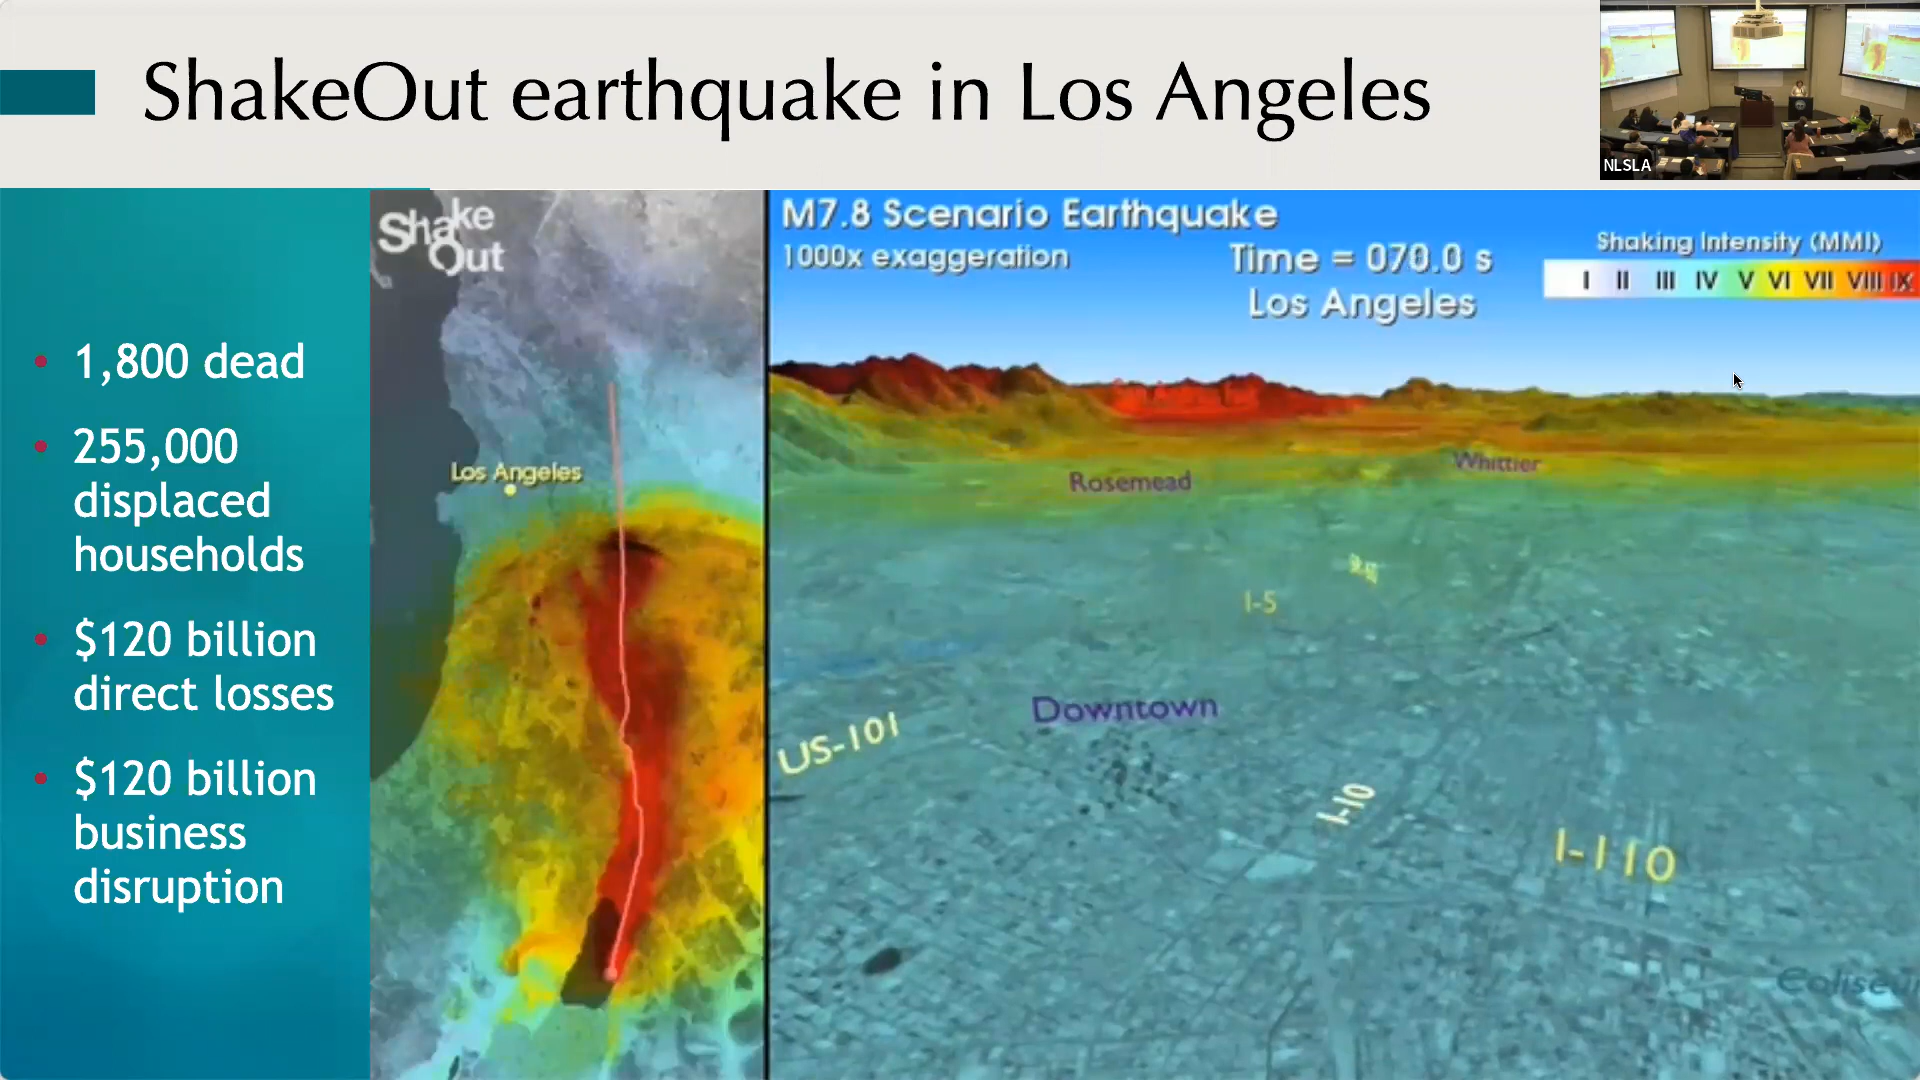 ShakeOut earthquake in Los Angeles
NLSLA
• 1,800 dead
• 255,000
displaced
households
• $120 billion
direct losses
• $120 billion
business
disruption
Shake
Out
Los Angeles
M7.8 Scenario Earthquake
1000x exaggeration
Time = 070.0 s
Los Angeles
Shaking Intensity (MMI)
I II III IV V VI VII VIII IX
Rosemead
Whittier
I-5
Downtown
US-101
I-10
I-110